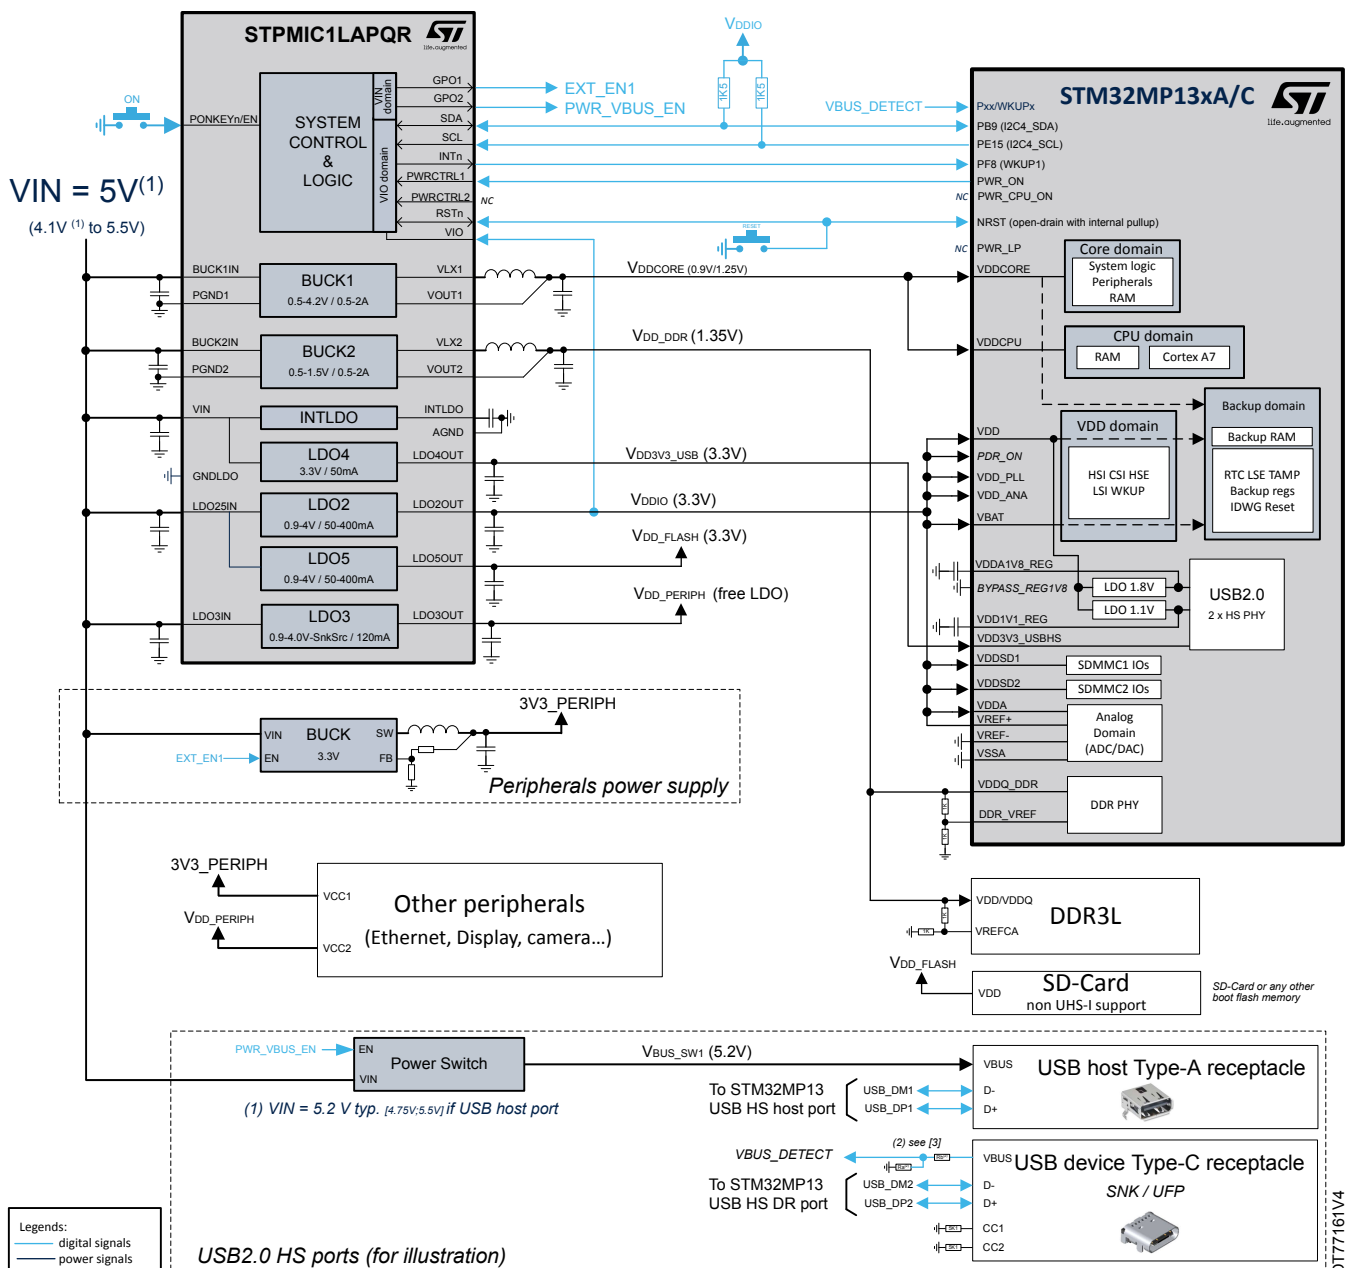 STPMIC1LAPQR
life.augmented
ON
PONKEYn/EN
SYSTEM
CONTROL
&
LOGIC
VIN domain
VIO domain
GPO1
GPO2
SDA
SCL
INTn
PWRCTRL1
PWRCTRL2
RSTn
VIO
NC
EXT_EN1
PWR_VBUS_EN
VDDIO
1K5
1K5
VBUS_DETECT
RESET
STM32MP13xA/C
life.augmented
Pxx/WKUPx
PB9 (I2C4_SDA)
PE15 (I2C4_SCL)
PF8 (WKUP1)
PWR_ON
NC PWR_CPU_ON
NRST (open-drain with internal pullup)
NC PWR_LP
VIN = 5V(1)
(4.1V (1) to 5.5V)
BUCK1IN
PGND1
BUCK1
0.5-4.2V / 0.5-2A
VLX1
VOUT1
VDDCORE (0.9V/1.25V)
VDDCORE
Core domain
System logic
Peripherals
RAM
BUCK2IN
PGND2
BUCK2
0.5-1.5V / 0.5-2A
VLX2
VOUT2
VDD_DDR (1.35V)
VDDCPU
CPU domain
RAM
Cortex A7
VIN
INTLDO
INTLDO
AGND
LDO4
3.3V / 50mA
LDO4OUT
VDD3V3_USB (3.3V)
GNDLDO
LDO25IN
LDO2
0.9-4V / 50-400mA
LDO2OUT
VDDIO (3.3V)
LDO5
0.9-4V / 50-400mA
LDO5OUT
VDD_FLASH (3.3V)
LDO3IN
LDO3
0.9-4.0V-SnkSrc / 120mA
LDO3OUT
VDD_PERIPH (free LDO)
VDD
PDR_ON
VDD_PLL
VDD_ANA
VBAT
VDD domain
HSI CSI HSE
LSI WKUP
Backup domain
Backup RAM
RTC LSE TAMP
Backup regs
IDWG Reset
VDDA1V8_REG
BYPASS_REG1V8
VDD1V1_REG
VDD3V3_USBHS
LDO 1.8V
LDO 1.1V
USB2.0
2 x HS PHY
VDDSD1
SDMMC1 IOs
VDDSD2
SDMMC2 IOs
VDDA
VREF+
VREF-
VSSA
Analog
Domain
(ADC/DAC)
VDDQ_DDR
DDR_VREF
1K
1K
DDR PHY
VIN
EXT_EN1
EN
BUCK
3.3V
SW
FB
3V3_PERIPH
Peripherals power supply
3V3_PERIPH
VDD_PERIPH
VCC1
VCC2
Other peripherals
(Ethernet, Display, camera...)
VDD/VDDQ
VREFCA
1K
1K
DDR3L
VDD_FLASH
VDD
SD-Card
non UHS-I support
SD-Card or any other
boot flash memory
PWR_VBUS_EN
EN
VIN
Power Switch
VBUS_SW1 (5.2V)
(1) VIN = 5.2 V typ. [4.75V;5.5V] if USB host port
To STM32MP13
USB HS host port
USB_DM1
USB_DP1
VBUS
D-
D+
USB host Type-A receptacle
(2) see [3]
VBUS_DETECT
To STM32MP13
USB HS DR port
USB_DM2
USB_DP2
VBUS
D-
D+
CC1
CC2
5K1
5K1
USB device Type-C receptacle
SNK / UFP
Legends:
digital signals
power signals
USB2.0 HS ports (for illustration)
DT77161V4